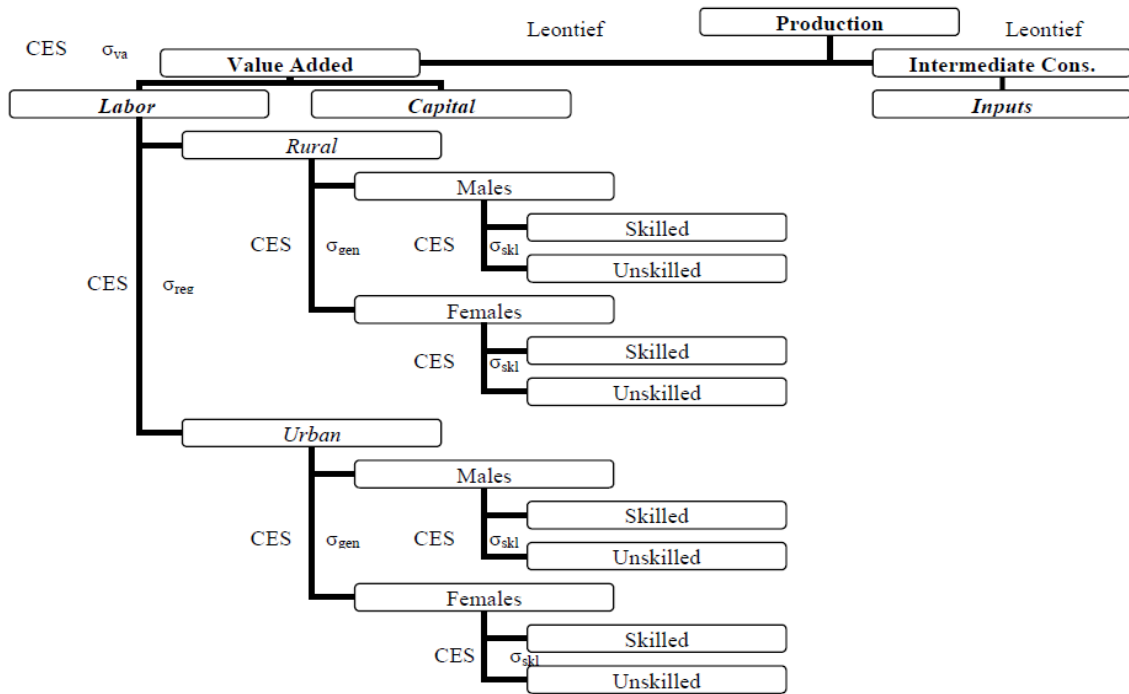 Leontief
Production
Leontief
CES σva
Value Added
Intermediate Cons.
Labor
Capital
Inputs
Rural
Males
Skilled
CES σgen CES σskl
Unskilled
CES σreg
Females
Skilled
CES σskl
Unskilled
Urban
Males
Skilled
CES σgen CES σskl
Unskilled
Females
Skilled
CES σskl
Unskilled